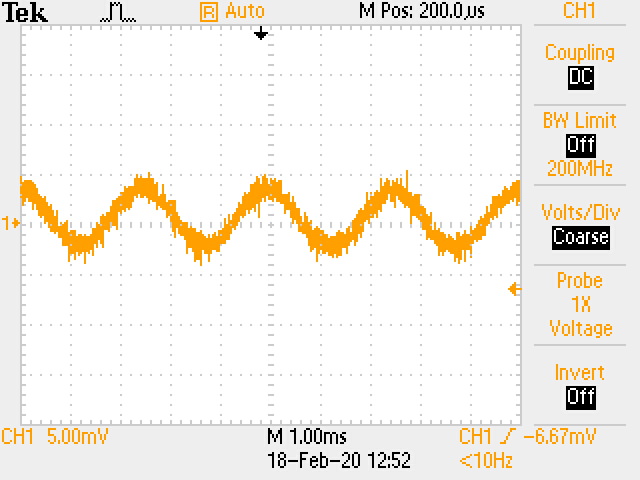 Tek
R Auto
M Pos: 200.0µs
CH1
Coupling
DC
BW Limit
Off
200MHz
Volts/Div
Coarse
Probe
1X
Voltage
Invert
Off
1
CH1 5.00mV
M 1.00ms
CH1 -6.67mV
18-Feb-20 12:52
<10Hz